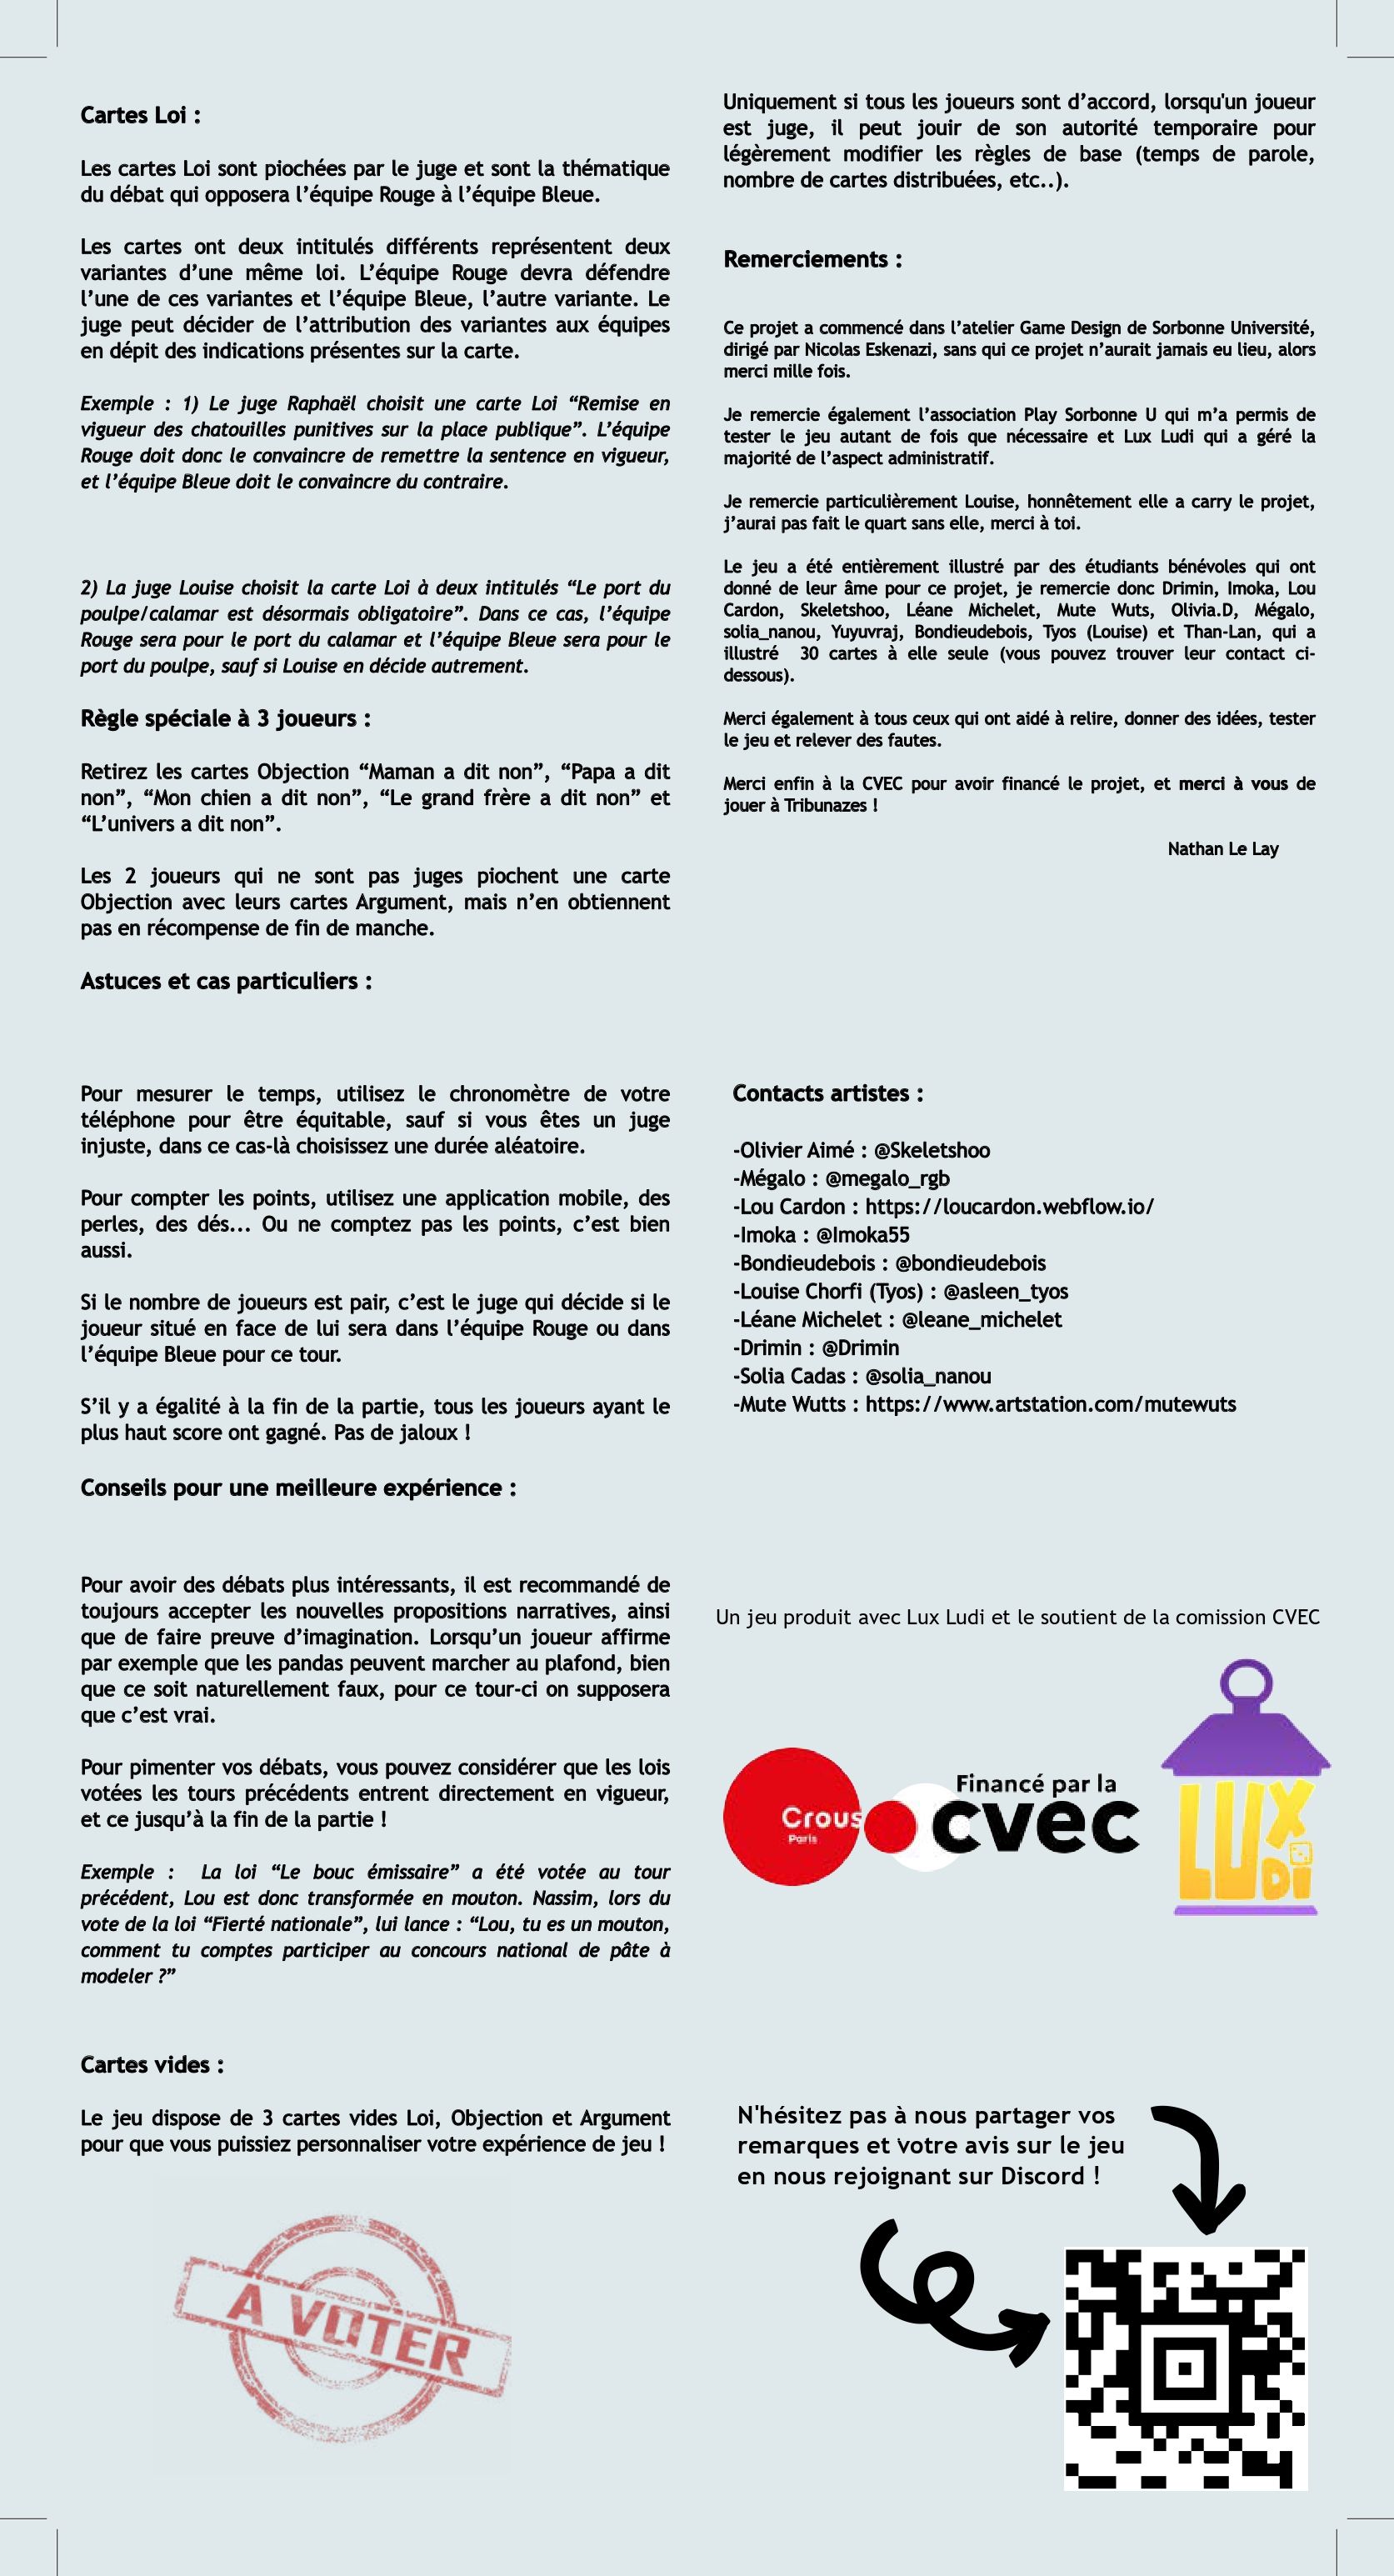 Cartes Loi :
Les cartes Loi sont piochées par le juge et sont la thématique
du débat qui opposera l’équipe Rouge à l’équipe Bleue.
Les cartes ont deux intitulés différents représentent deux
variantes d’une même loi. L’équipe Rouge devra défendre
l’une de ces variantes et l’équipe Bleue, l’autre variante. Le
juge peut décider de l’attribution des variantes aux équipes
en dépit des indications présentes sur la carte.
Exemple : 1) Le juge Raphaël choisit une carte Loi “Remise en
vigueur des chatouilles punitives sur la place publique”. L’équipe
Rouge doit donc le convaincre de remettre la sentence en vigueur,
et l’équipe Bleue doit le convaincre du contraire.
2) La juge Louise choisit la carte Loi à deux intitulés “Le port du
poulpe/calamar est désormais obligatoire”. Dans ce cas, l’équipe
Rouge sera pour le port du calamar et l’équipe Bleue sera pour le
port du poulpe, sauf si Louise en décide autrement.
Règle spéciale à 3 joueurs :
Retirez les cartes Objection “Maman a dit non”, “Papa a dit
non”, “Mon chien a dit non”, “Le grand frère a dit non” et
“L’univers a dit non”.
Les 2 joueurs qui ne sont pas juges piochent une carte
Objection avec leurs cartes Argument, mais n’en obtiennent
pas en récompense de fin de manche.
Astuces et cas particuliers :
Pour mesurer le temps, utilisez le chronomètre de votre
téléphone pour être équitable, sauf si vous êtes un juge
injuste, dans ce cas-là choisissez une durée aléatoire.
Pour compter les points, utilisez une application mobile, des
perles, des dés... Ou ne comptez pas les points, c’est bien
aussi.
Si le nombre de joueurs est pair, c’est le juge qui décide si le
joueur situé en face de lui sera dans l’équipe Rouge ou dans
l’équipe Bleue pour ce tour.
S’il y a égalité à la fin de la partie, tous les joueurs ayant le
plus haut score ont gagné. Pas de jaloux !
Conseils pour une meilleure expérience :
Pour avoir des débats plus intéressants, il est recommandé de
toujours accepter les nouvelles propositions narratives, ainsi
que de faire preuve d’imagination. Lorsqu’un joueur affirme
par exemple que les pandas peuvent marcher au plafond, bien
que ce soit naturellement faux, pour ce tour-ci on supposera
que c’est vrai.
Pour pimenter vos débats, vous pouvez considérer que les lois
votées les tours précédents entrent directement en vigueur,
et ce jusqu’à la fin de la partie !
Exemple : La loi “Le bouc émissaire” a été votée au tour
précédent, Lou est donc transformée en mouton. Nassim, lors du
vote de la loi “Fierté nationale”, lui lance : “Lou, tu es un mouton,
comment tu comptes participer au concours national de pâte à
modeler ?”
Cartes vides :
Le jeu dispose de 3 cartes vides Loi, Objection et Argument
pour que vous puissiez personnaliser votre expérience de jeu !
A VOTER
Uniquement si tous les joueurs sont d’accord, lorsqu'un joueur
est juge, il peut jouir de son autorité temporaire pour
légèrement modifier les règles de base (temps de parole,
nombre de cartes distribuées, etc..).
Remerciements :
Ce projet a commencé dans l’atelier Game Design de Sorbonne Université,
dirigé par Nicolas Eskenazi, sans qui ce projet n’aurait jamais eu lieu, alors
merci mille fois.
Je remercie également l’association Play Sorbonne U qui m’a permis de
tester le jeu autant de fois que nécessaire et Lux Ludi qui a géré la
majorité de l’aspect administratif.
Je remercie particulièrement Louise, honnêtement elle a carry le projet,
j’aurai pas fait le quart sans elle, merci à toi.
Le jeu a été entièrement illustré par des étudiants bénévoles qui ont
donné de leur âme pour ce projet, je remercie donc Drimin, Imoka, Lou
Cardon, Skeletshoo, Léane Michelet, Mute Wuts, Olivia.D, Mégalo,
solia_nanou, Yuyuvraj, Bondieudebois, Tyos (Louise) et Than-Lan, qui a
illustré 30 cartes à elle seule (vous pouvez trouver leur contact ci-
dessous).
Merci également à tous ceux qui ont aidé à relire, donner des idées, tester
le jeu et relever des fautes.
Merci enfin à la CVEC pour avoir financé le projet, et merci à vous de
jouer à Tribunazes !
Nathan Le Lay
Contacts artistes :
-Olivier Aimé : @Skeletshoo
-Mégalo : @megalo_rgb
-Lou Cardon : https://loucardon.webflow.io/
-Imoka : @Imoka55
-Bondieudebois : @bondieudebois
-Louise Chorfi (Tyos) : @asleen_tyos
-Léane Michelet : @leane_michelet
-Drimin : @Drimin
-Solia Cadas : @solia_nanou
-Mute Wutts : https://www.artstation.com/mutewuts
Un jeu produit avec Lux Ludi et le soutient de la comission CVEC
Crous
Paris
Financé par la
cvec
LUX
LUDI
N'hésitez pas à nous partager vos
remarques et votre avis sur le jeu
en nous rejoignant sur Discord !